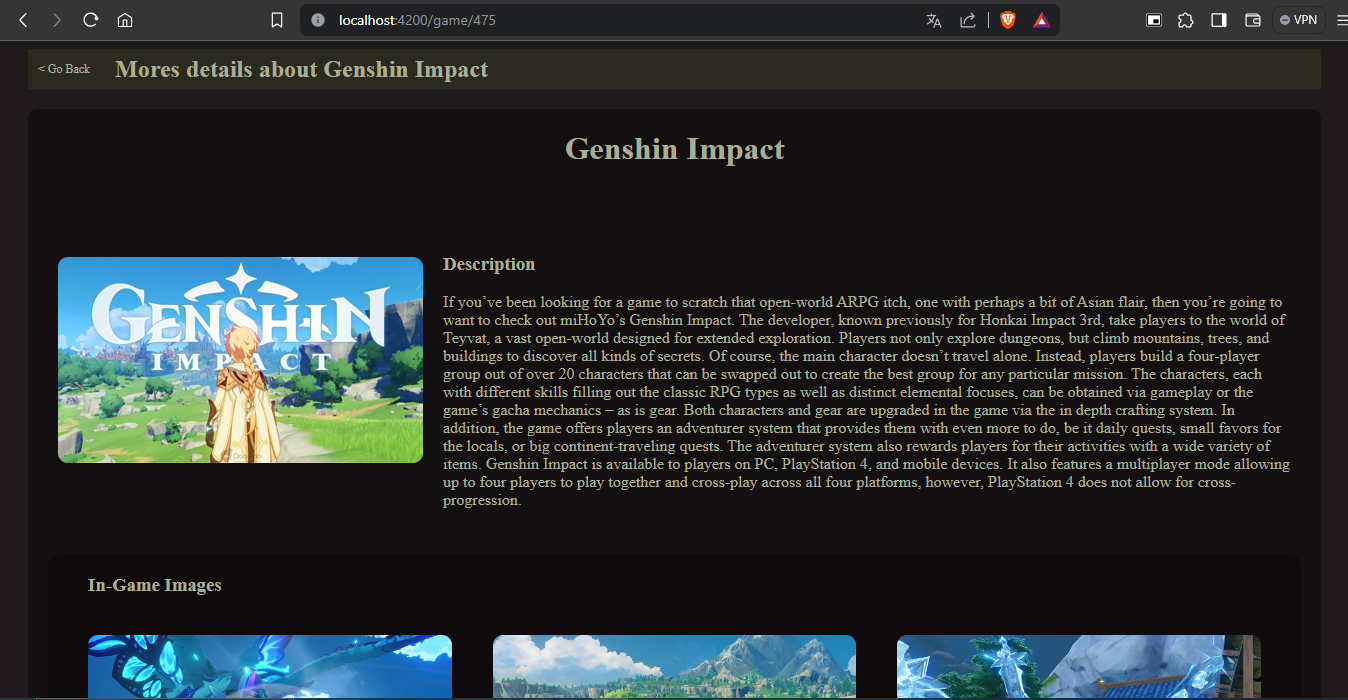 localhost:4200/game/475
VPN
< Go Back
Mores details about Genshin Impact
Genshin Impact
GENSHIN
IMPACT
Description
If you’ve been looking for a game to scratch that open-world ARPG itch, one with perhaps a bit of Asian flair, then you’re going to
want to check out miHoYo’s Genshin Impact. The developer, known previously for Honkai Impact 3rd, take players to the world of
Teyvat, a vast open-world designed for extended exploration. Players not only explore dungeons, but climb mountains, trees, and
buildings to discover all kinds of secrets. Of course, the main character doesn’t travel alone. Instead, players build a four-player
group out of over 20 characters that can be swapped out to create the best group for any particular mission. The characters, each
with different skills filling out the classic RPG types as well as distinct elemental focuses, can be obtained via gameplay or the
game’s gacha mechanics – as is gear. Both characters and gear are upgraded in the game via the in depth crafting system. In
addition, the game offers players an adventurer system that provides them with even more to do, be it daily quests, small favors for
the locals, or big continent-traveling quests. The adventurer system also rewards players for their activities with a wide variety of
items. Genshin Impact is available to players on PC, PlayStation 4, and mobile devices. It also features a multiplayer mode allowing
up to four players to play together and cross-play across all four platforms, however, PlayStation 4 does not allow for cross-
progression.
In-Game Images